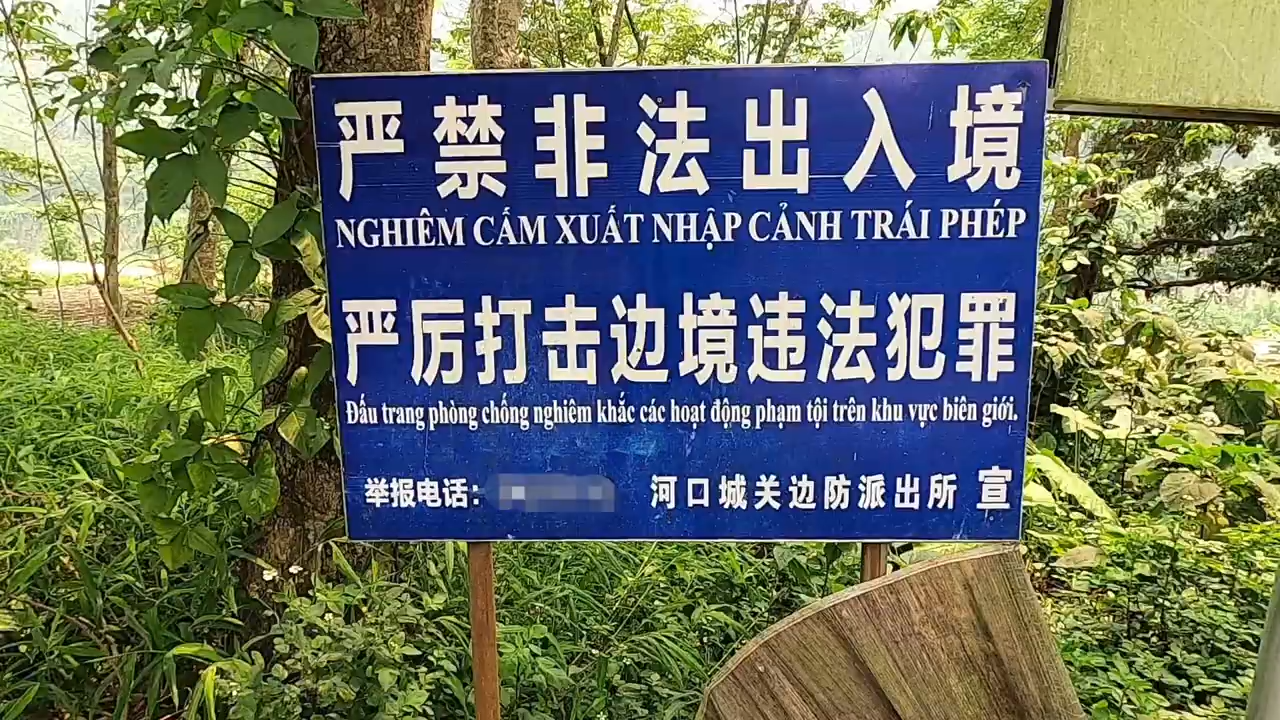 严禁非法出入境
NGHIÊM CẤM XUẤT NHẬP CẢNH TRÁI PHÉP
严厉打击边境违法犯罪
Đấu trang phòng chống nghiêm khắc các hoạt động phạm tội trên khu vực biên giới.
举报电话： 河口城关边防派出所 宣